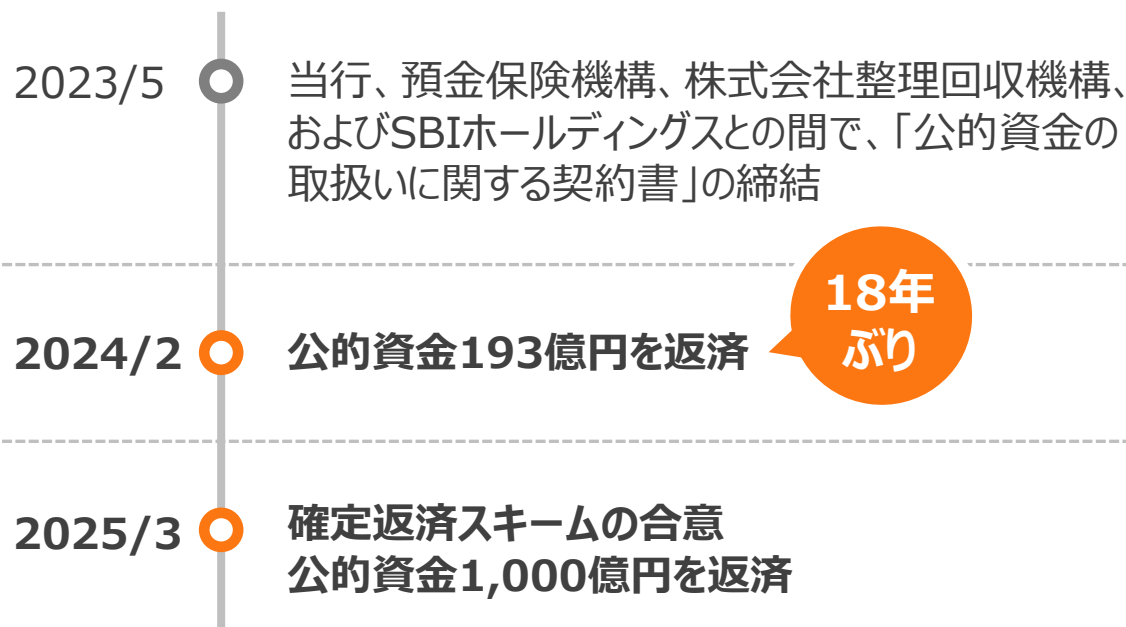 2023/5
当行、預金保険機構、株式会社整理回収機構、
およびSBIホールディングスとの間で、「公的資金の
取扱いに関する契約書」の締結
2024/2
公的資金193億円を返済
18年
ぶり
2025/3
確定返済スキームの合意
公的資金1,000億円を返済